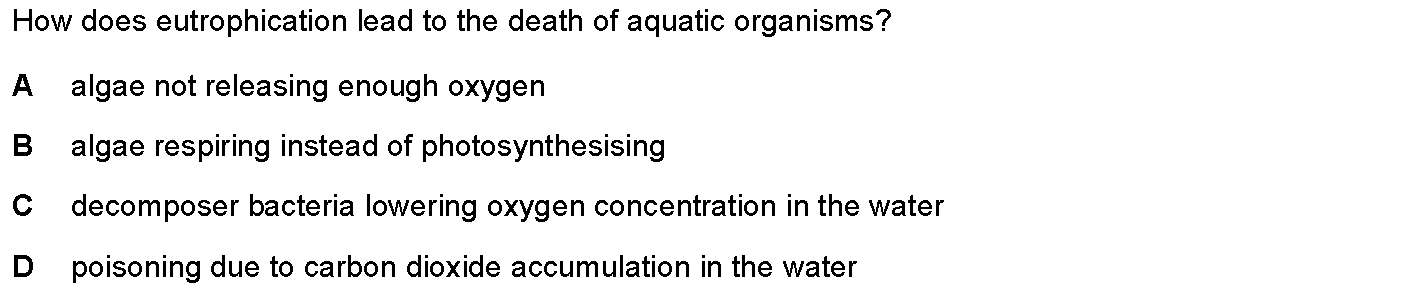 How does eutrophication lead to the death of aquatic organisms?
A algae not releasing enough oxygen
B algae respiring instead of photosynthesising
C decomposer bacteria lowering oxygen concentration in the water
D poisoning due to carbon dioxide accumulation in the water